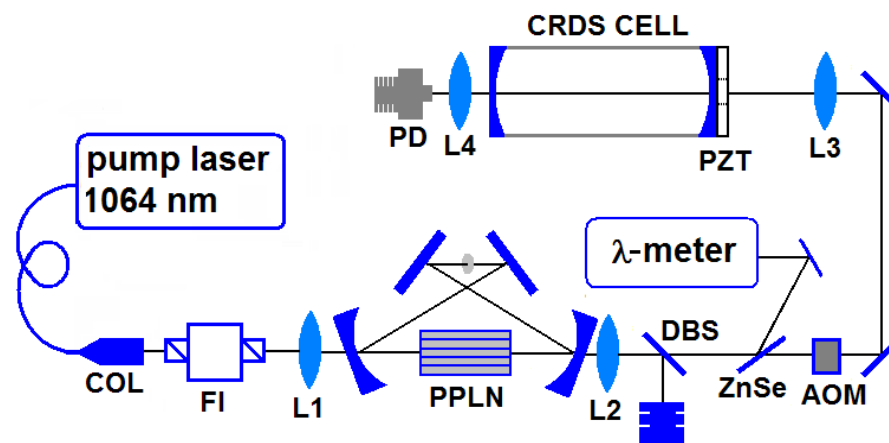 CRDS CELL
PD
L4
PZT
L3
pump laser
1064 nm
λ-meter
DBS
COL
FI
L1
PPLN
L2
ZnSe
AOM